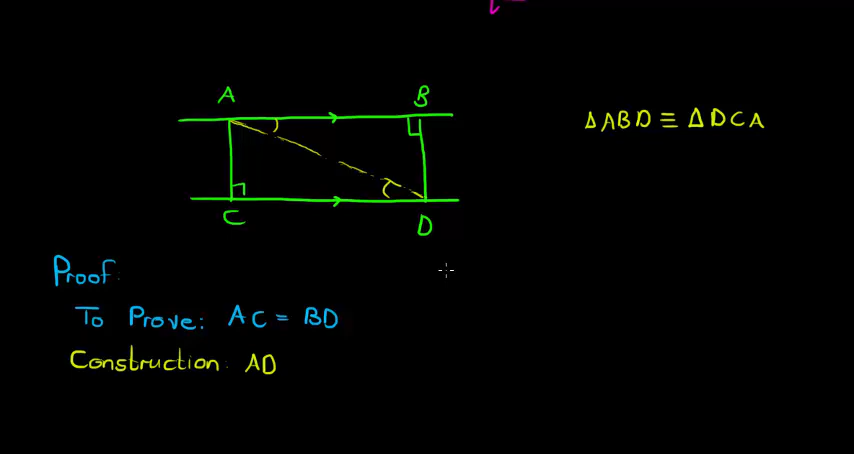 A B
ΔABD ≡ ΔDCA
C D
Proof:
To Prove: AC = BD
Construction: AD